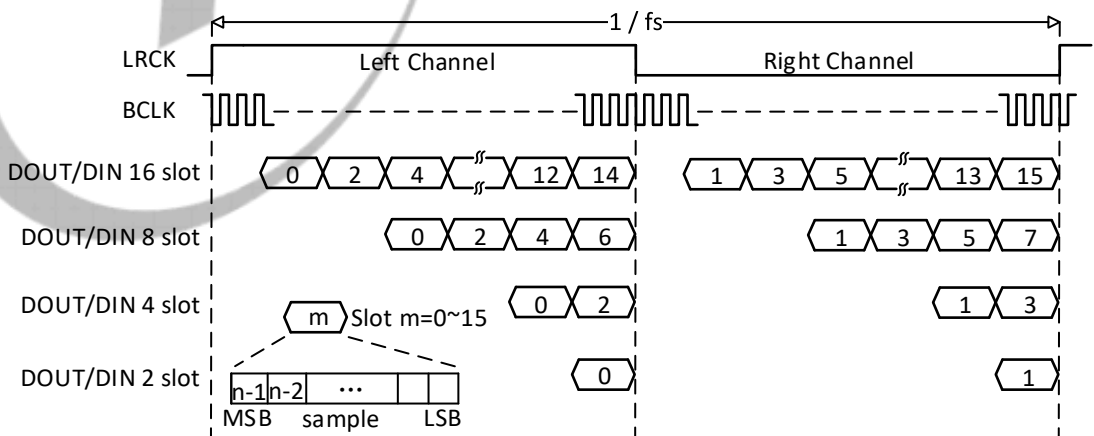 1 / fs
LRCK Left Channel Right Channel
BCLK
DOUT/DIN 16 slot 0 2 4 12 14 1 3 5 13 15
DOUT/DIN 8 slot 0 2 4 6 1 3 5 7
DOUT/DIN 4 slot 0 2 1 3
m Slot m=0~15
DOUT/DIN 2 slot 0 1
n-1 n-2 ...
MSB sample LSB